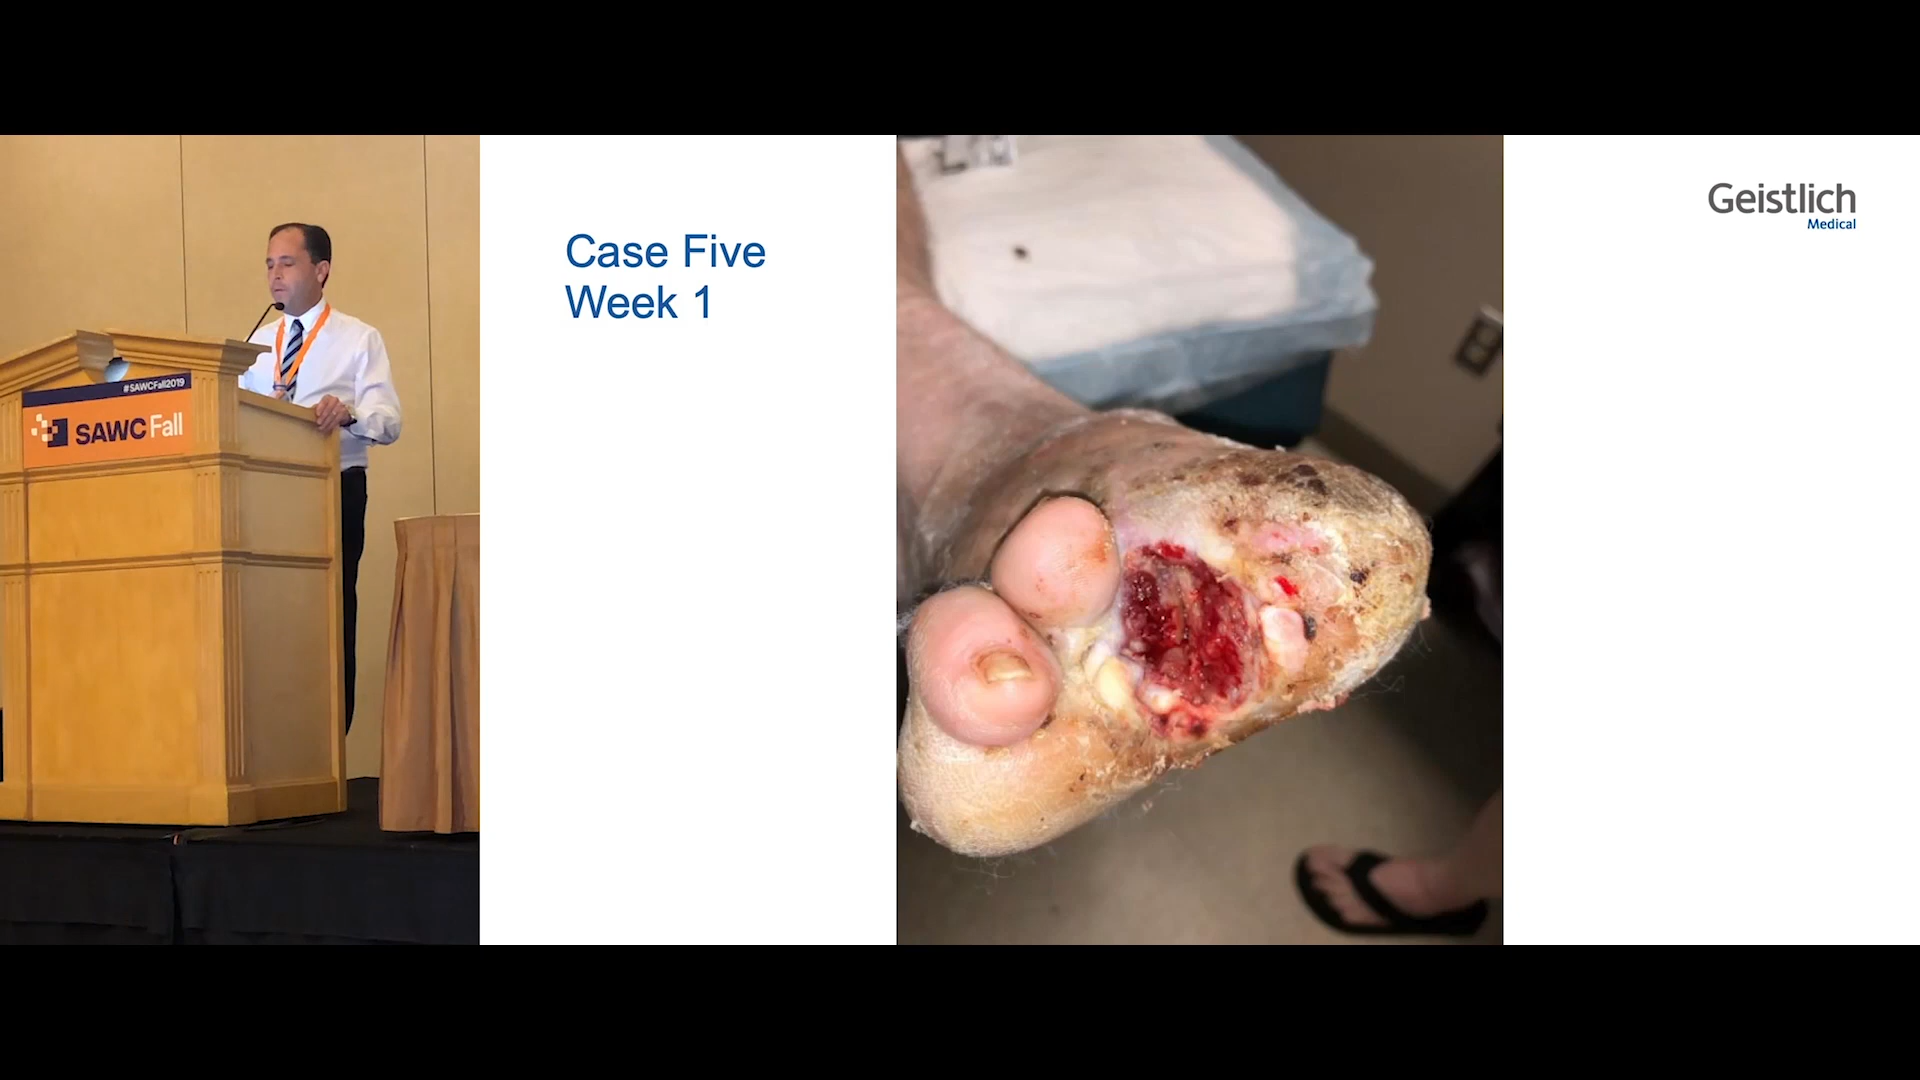 #SAWCFall2019
SAWC Fall
Case Five
Week 1
Geistlich
Medical